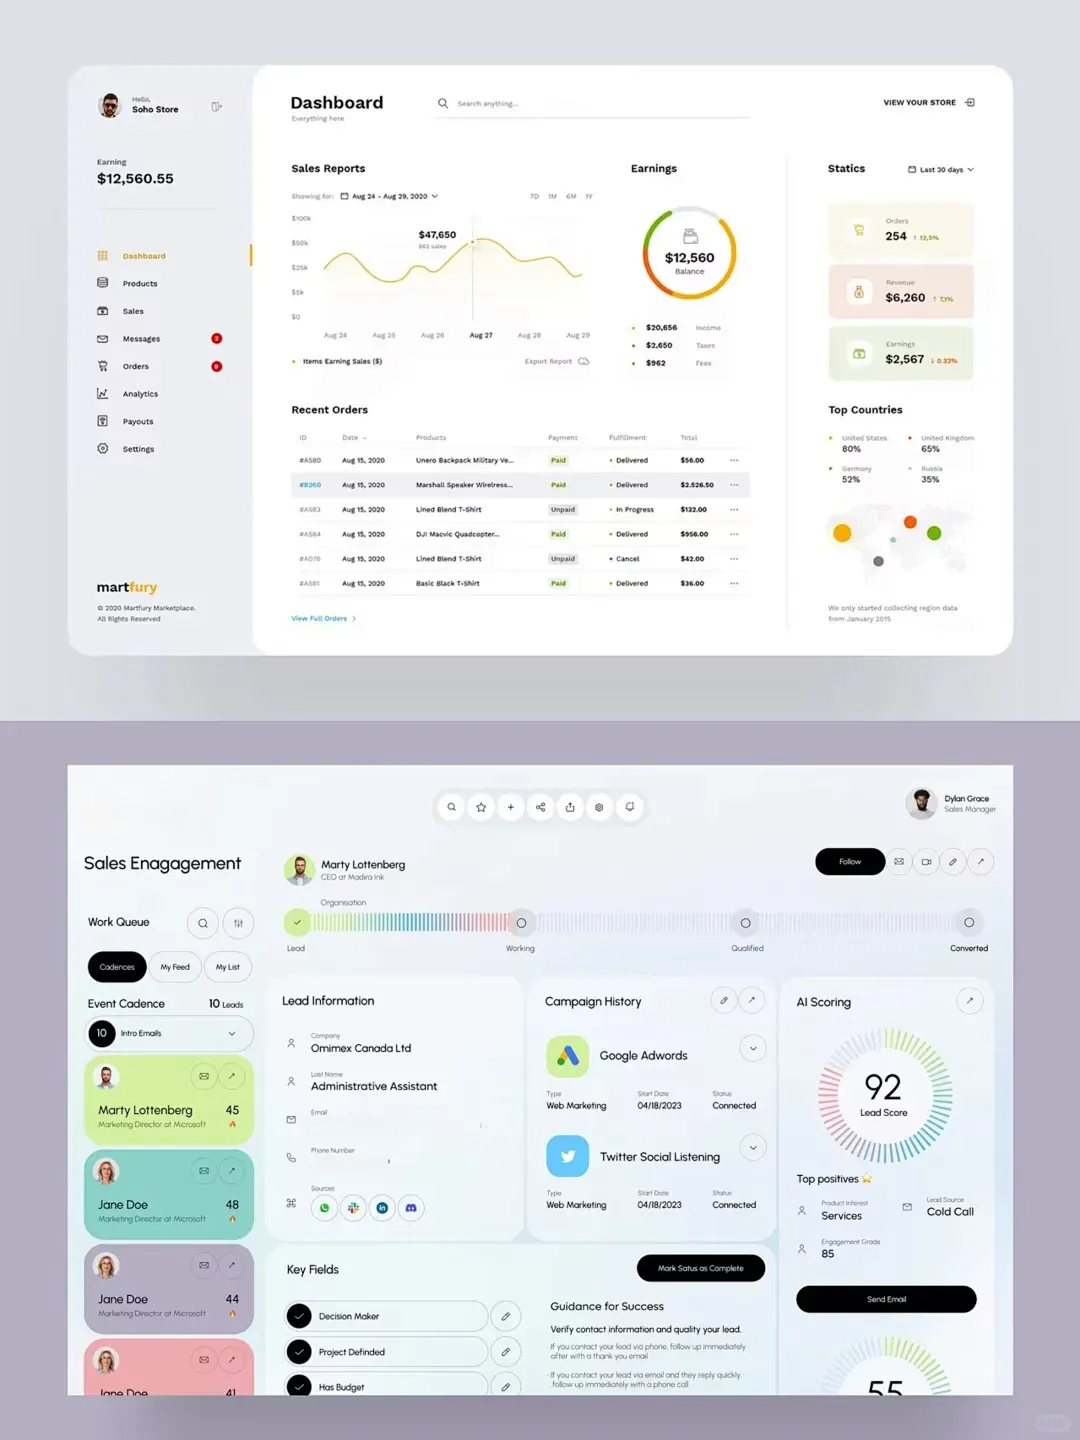 Hello,
Soho Store
Earning
$12,560.55
Dashboard
Products
Sales
Messages
Orders
Analytics
Payouts
Settings
martfury
© 2020 Martfury Marketplace.
All Rights Reserved
Dashboard
Everything here
Search anything...
VIEW YOUR STORE
Sales Reports
Showing for: Aug 24 - Aug 29, 2020
7D 1M 6M 1Y
$100k
$50k
$25k
$5k
$0
$47,650
Aug 24 Aug 25 Aug 26 Aug 27 Aug 28 Aug 29
Items Earning Sales ($)
Export Report
Earnings
$12,560
Balance
$20,656 Income
$2,650 Taxes
$962 Fees
Statics
Last 30 days
Orders
254 ↑ 12,5%
Revenue
$6,260 ↑ 7,1%
Earnings
$2,567 ↓ 0.32%
Recent Orders
ID Date Products Payment Fulfillment Total
#A580 Aug 15, 2020 Unero Backpack Military Ve... Paid Delivered $56.00 ...
#B260 Aug 15, 2020 Marshall Speaker Wirelress... Paid Delivered $2.526.50 ...
#A583 Aug 15, 2020 Lined Blend T-Shirt Unpaid In Progress $132.00 ...
#A584 Aug 15, 2020 DJI Macvic Quadcopter... Paid Delivered $956.00 ...
#A076 Aug 15, 2020 Lined Blend T-Shirt Unpaid Cancel $42.00 ...
#A581 Aug 15, 2020 Basic Black T-Shirt Paid Delivered $36.00 ...
View Full Orders >
Top Countries
United States United Kingdom
80% 65%
Germany Russia
52% 35%
We only started collecting region data
from January 2015
Dylan Grace
Sales Manager
Sales Enagagement
Work Queue
Cadences My Feed My List
Event Cadence 10 Leads
10 Intro Emails
Marty Lottenberg 45
Marketing Director at Microsoft
Jane Doe 48
Marketing Director at Microsoft
Jane Doe 44
Marketing Director at Microsoft
Jane Doe 41
Marty Lottenberg
CEO at Madira Ink
Follow
Organisation
Lead Working Qualified Converted
Lead Information
Company
Omimex Canada Ltd
Last Name
Administrative Assistant
Email
Phone Number
Sources
Campaign History
Google Adwords
Type Start Date Status
Web Marketing 04/18/2023 Connected
Twitter Social Listening
Type Start Date Status
Web Marketing 04/18/2023 Connected
AI Scoring
92
Lead Score
Top positives
Product Interest
Services
Lead Source
Cold Call
Engagement Grade
85
Send Email
55
Key Fields
Mark Satus as Complete
Decision Maker
Project Definded
Has Budget
Guidance for Success
Verify contact information and quality your lead.
· If you contact your lead via phone, follow up immediately
after with a thank you email
· If you contact your lead via email and they reply quickly,
follow up immediately with a phone call